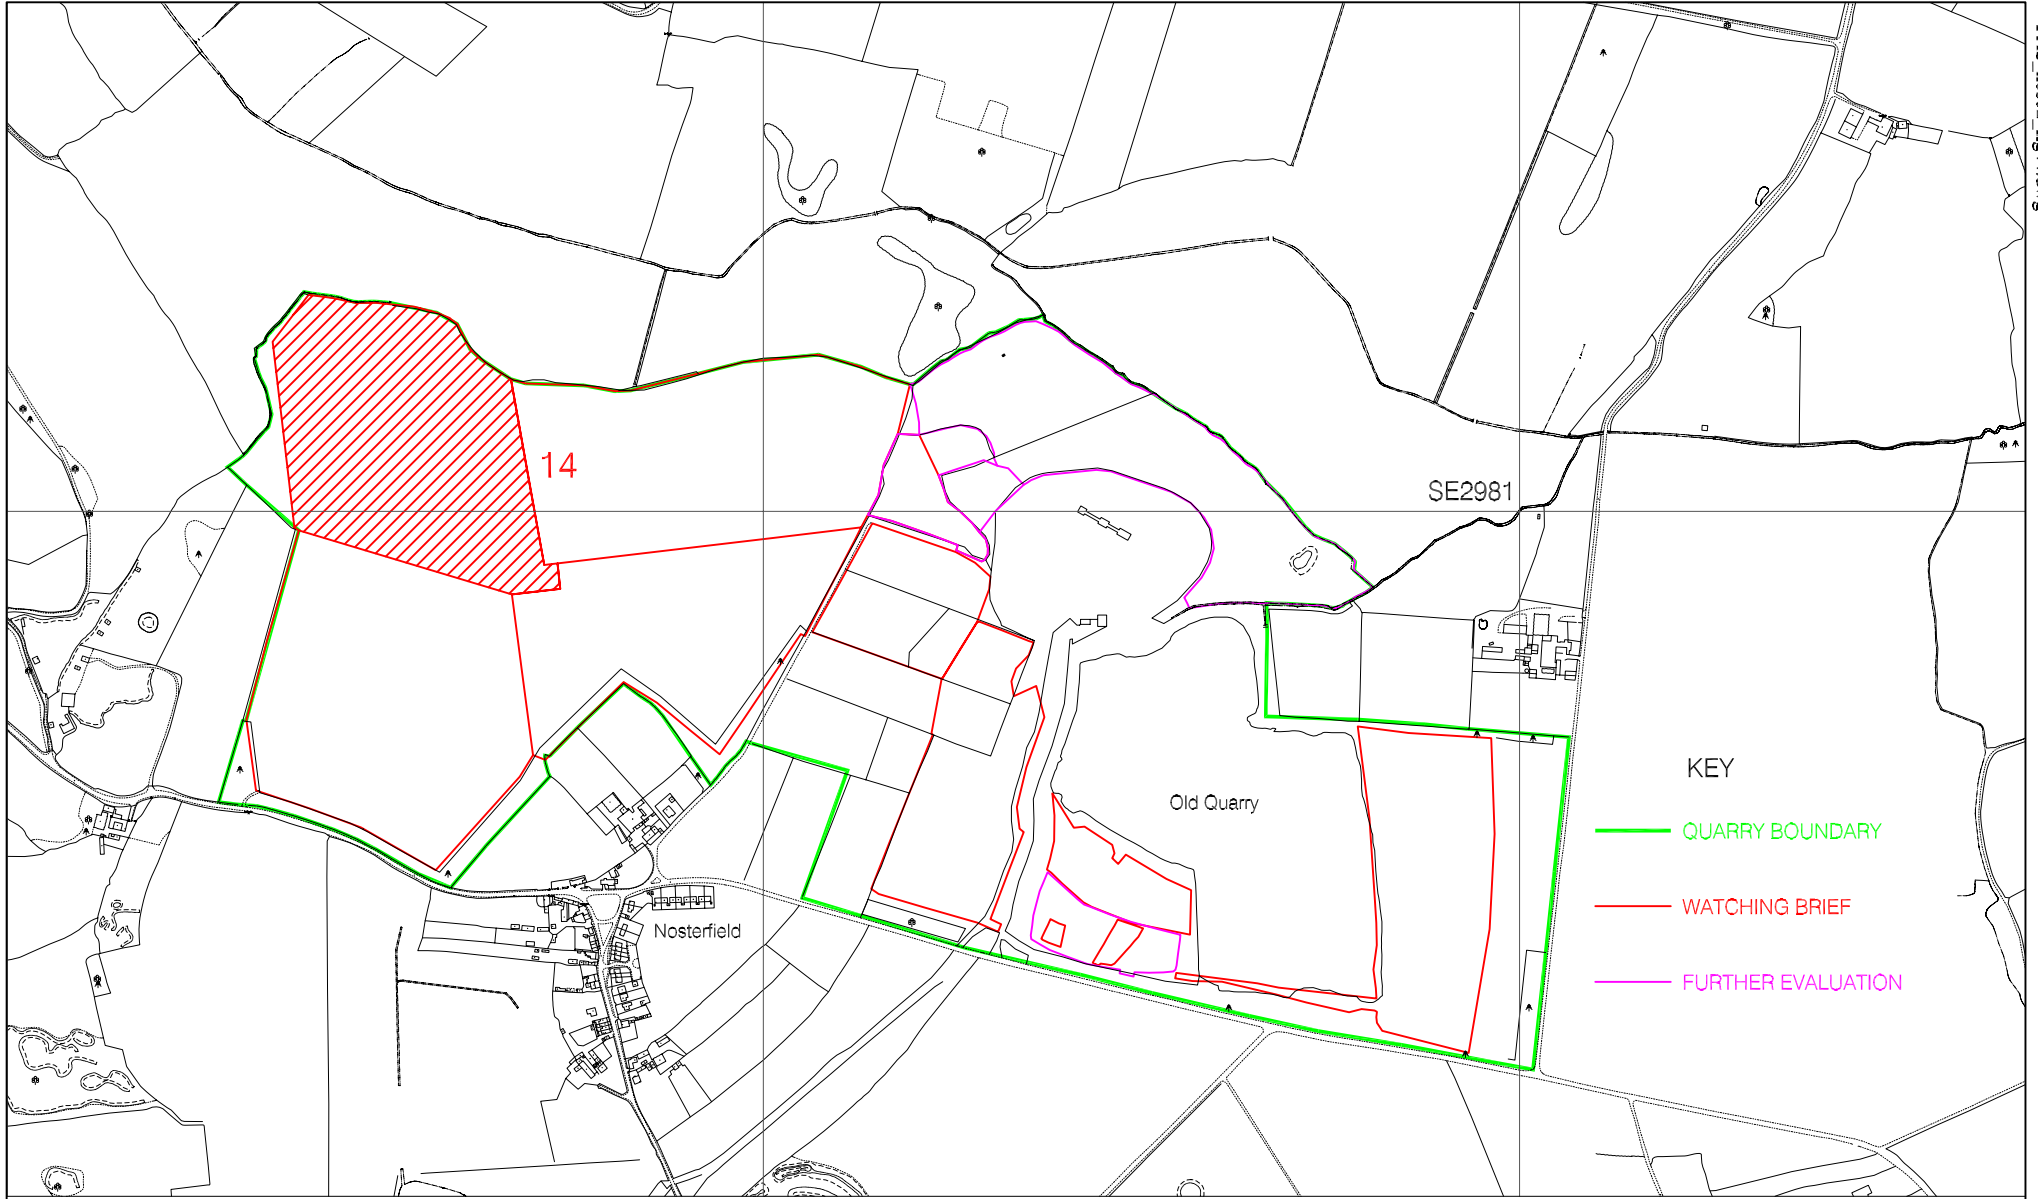 14
SE2981
KEY
QUARRY BOUNDARY
Old Quarry
WATCHING BRIEF
Nosterfield
FURTHER EVALUATION